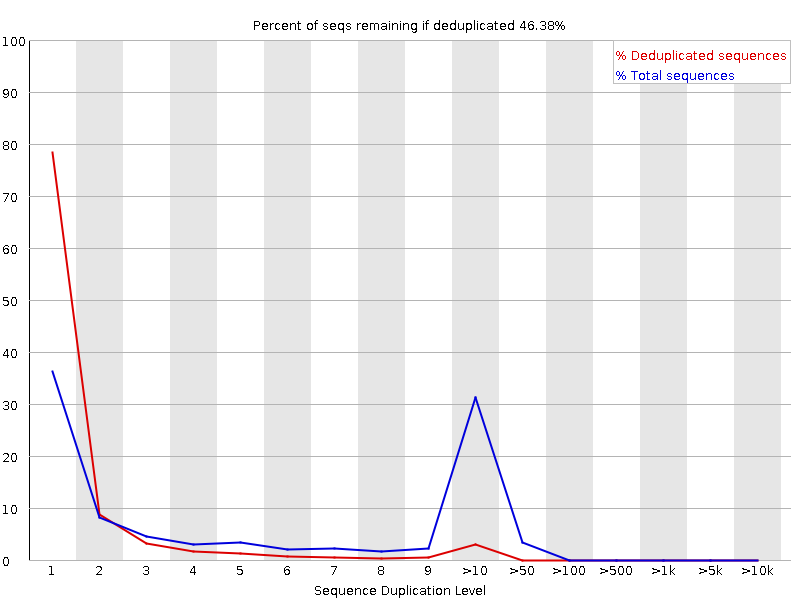 Percent of seqs remaining if deduplicated 46.38%
% Deduplicated sequences
% Total sequences
100
90
80
70
60
50
40
30
20
10
0
1 2 3 4 5 6 7 8 9 >10 >50 >100 >500 >1k >5k >10k
Sequence Duplication Level